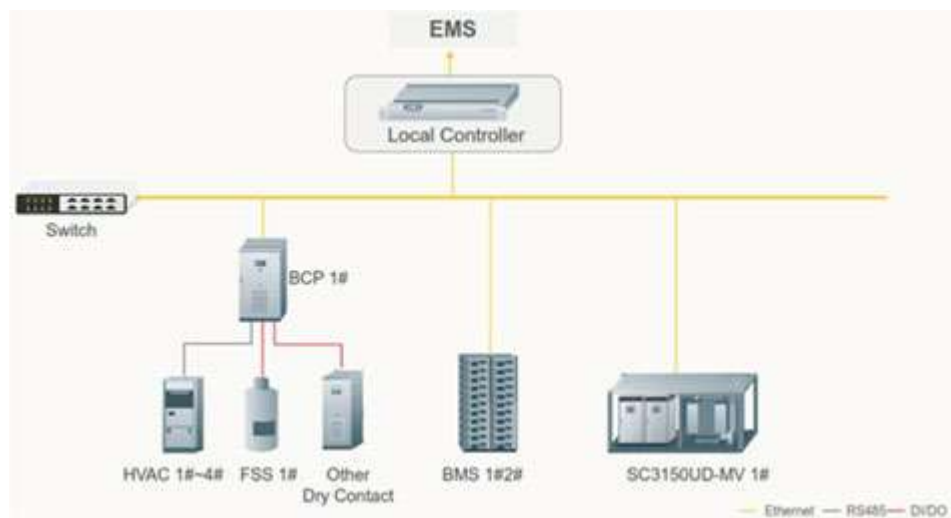 EMS
Local Controller
Switch
BCP 1#
HVAC 1#~4#
FSS 1#
Other
Dry Contact
BMS 1#2#
SC3150UD-MV 1#
Ethernet
RS485
DI/DO